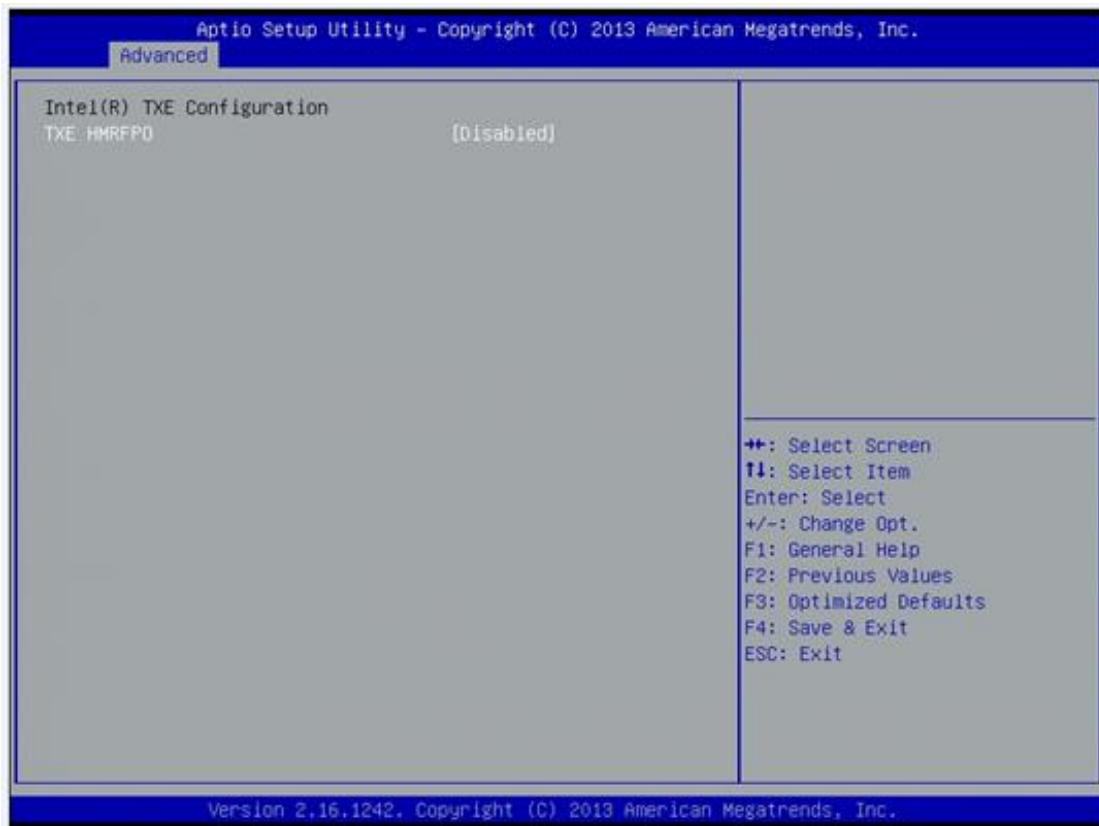 Aptio Setup Utility – Copyright (C) 2013 American Megatrends, Inc.
Advanced
Intel(R) TXE Configuration
TXE HMRFPO [Disabled]
→←: Select Screen
↑↓: Select Item
Enter: Select
+/-: Change Opt.
F1: General Help
F2: Previous Values
F3: Optimized Defaults
F4: Save & Exit
ESC: Exit
Version 2.16.1242. Copyright (C) 2013 American Megatrends, Inc.